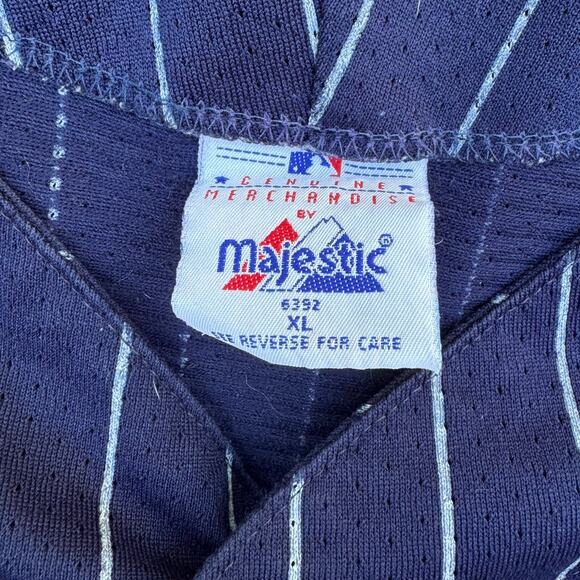 GENUINE
MERCHANDISE
BY
Majestic ®
6392
XL
REVERSE FOR CARE